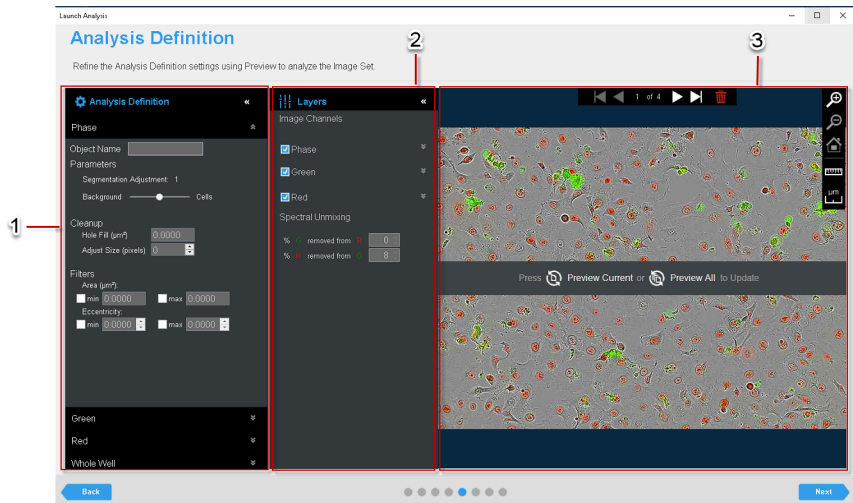 Launch Analysis
Analysis Definition
Refine the Analysis Definition settings using Preview to analyze the Image Set.
1
2
3
Analysis Definition «
Phase
Object Name
Parameters
Segmentation Adjustment: 1
Background Cells
Cleanup
Hole Fill (µm²) 0.0000
Adjust Size (pixels) 0
Filters
Area (µm²):
min 0.0000 max 0.0000
Eccentricity:
min 0.0000 max 0.0000
Green
Red
Whole Well
Layers «
Image Channels
Phase
Green
Red
Spectral Unmixing
% G removed from R 0
% R removed from G 8
1 of 4
µm
Press Preview Current or Preview All to Update
Back
Next